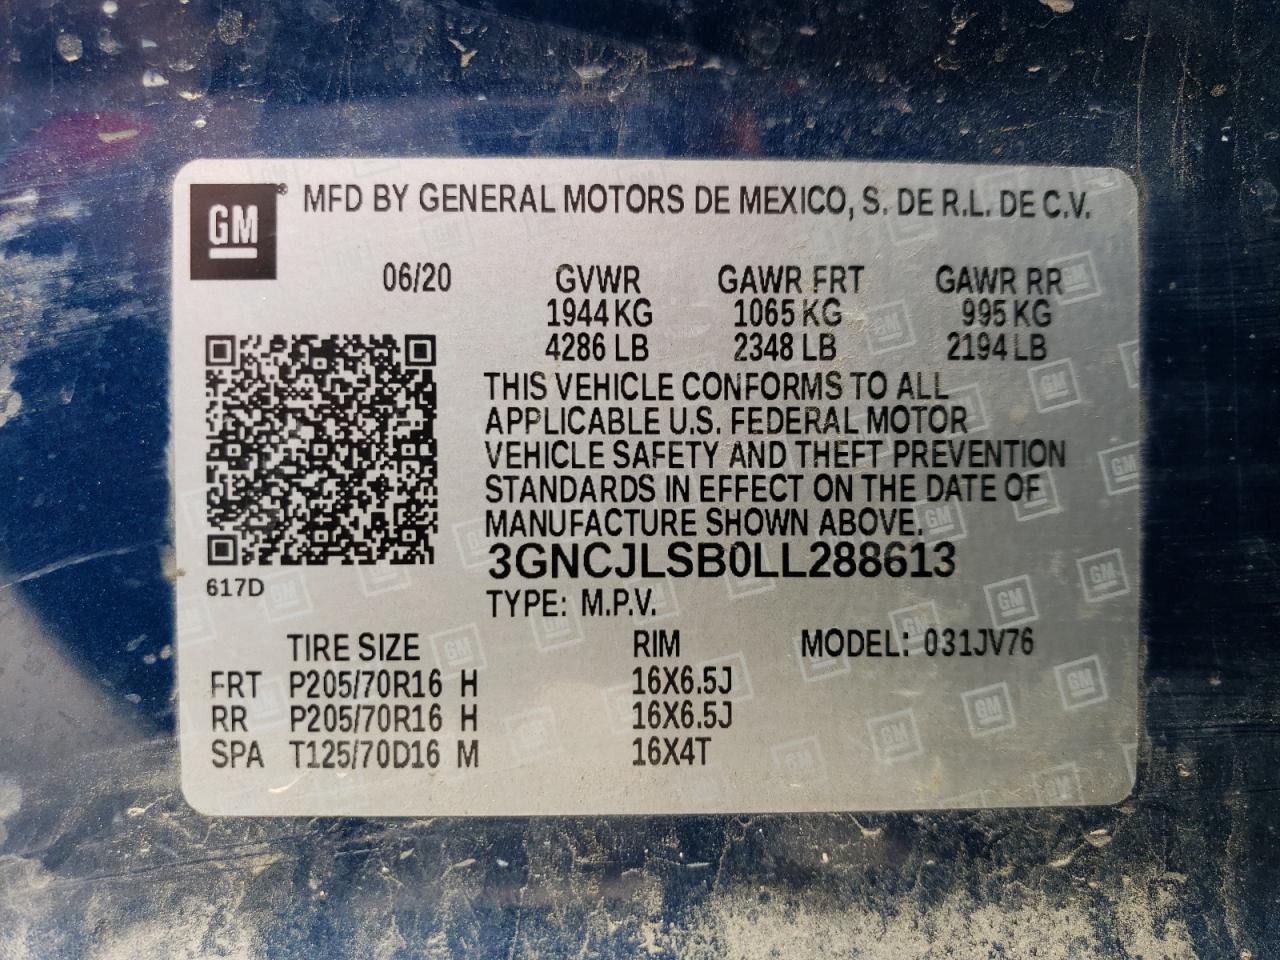 GM® MFD BY GENERAL MOTORS DE MEXICO, S. DE R.L. DE C.V.
06/20 GVWR GAWR FRT GAWR RR
1944 KG 1065 KG 995 KG
4286 LB 2348 LB 2194 LB
THIS VEHICLE CONFORMS TO ALL
APPLICABLE U.S. FEDERAL MOTOR
VEHICLE SAFETY AND THEFT PREVENTION
STANDARDS IN EFFECT ON THE DATE OF
MANUFACTURE SHOWN ABOVE.
3GNCJLSB0LL288613
617D
TYPE: M.P.V.
TIRE SIZE RIM MODEL: 031JV76
FRT P205/70R16 H 16X6.5J
RR P205/70R16 H 16X6.5J
SPA T125/70D16 M 16X4T